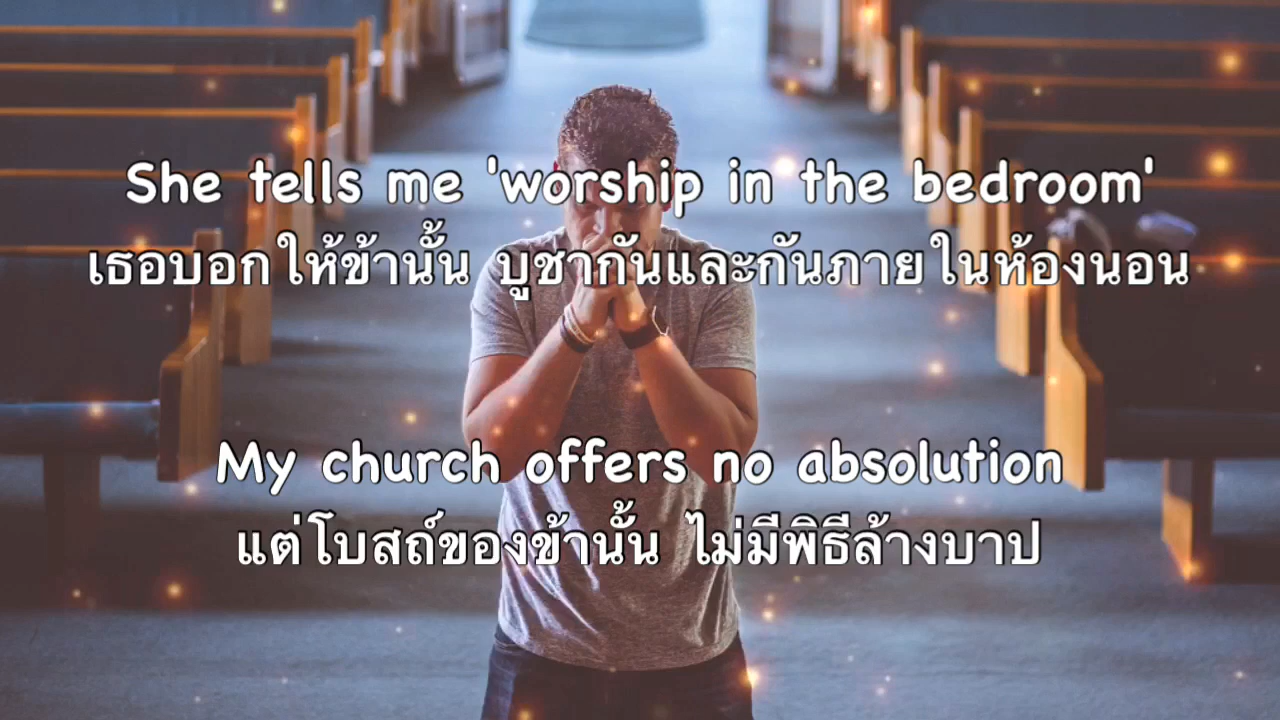 She tells me 'worship in the bedroom'
เธอบอกให้ข้านั้น บูชากันและกันภายในห้องนอน
My church offers no absolution
แต่โบสถ์ของข้านั้น ไม่มีพิธีล้างบาป